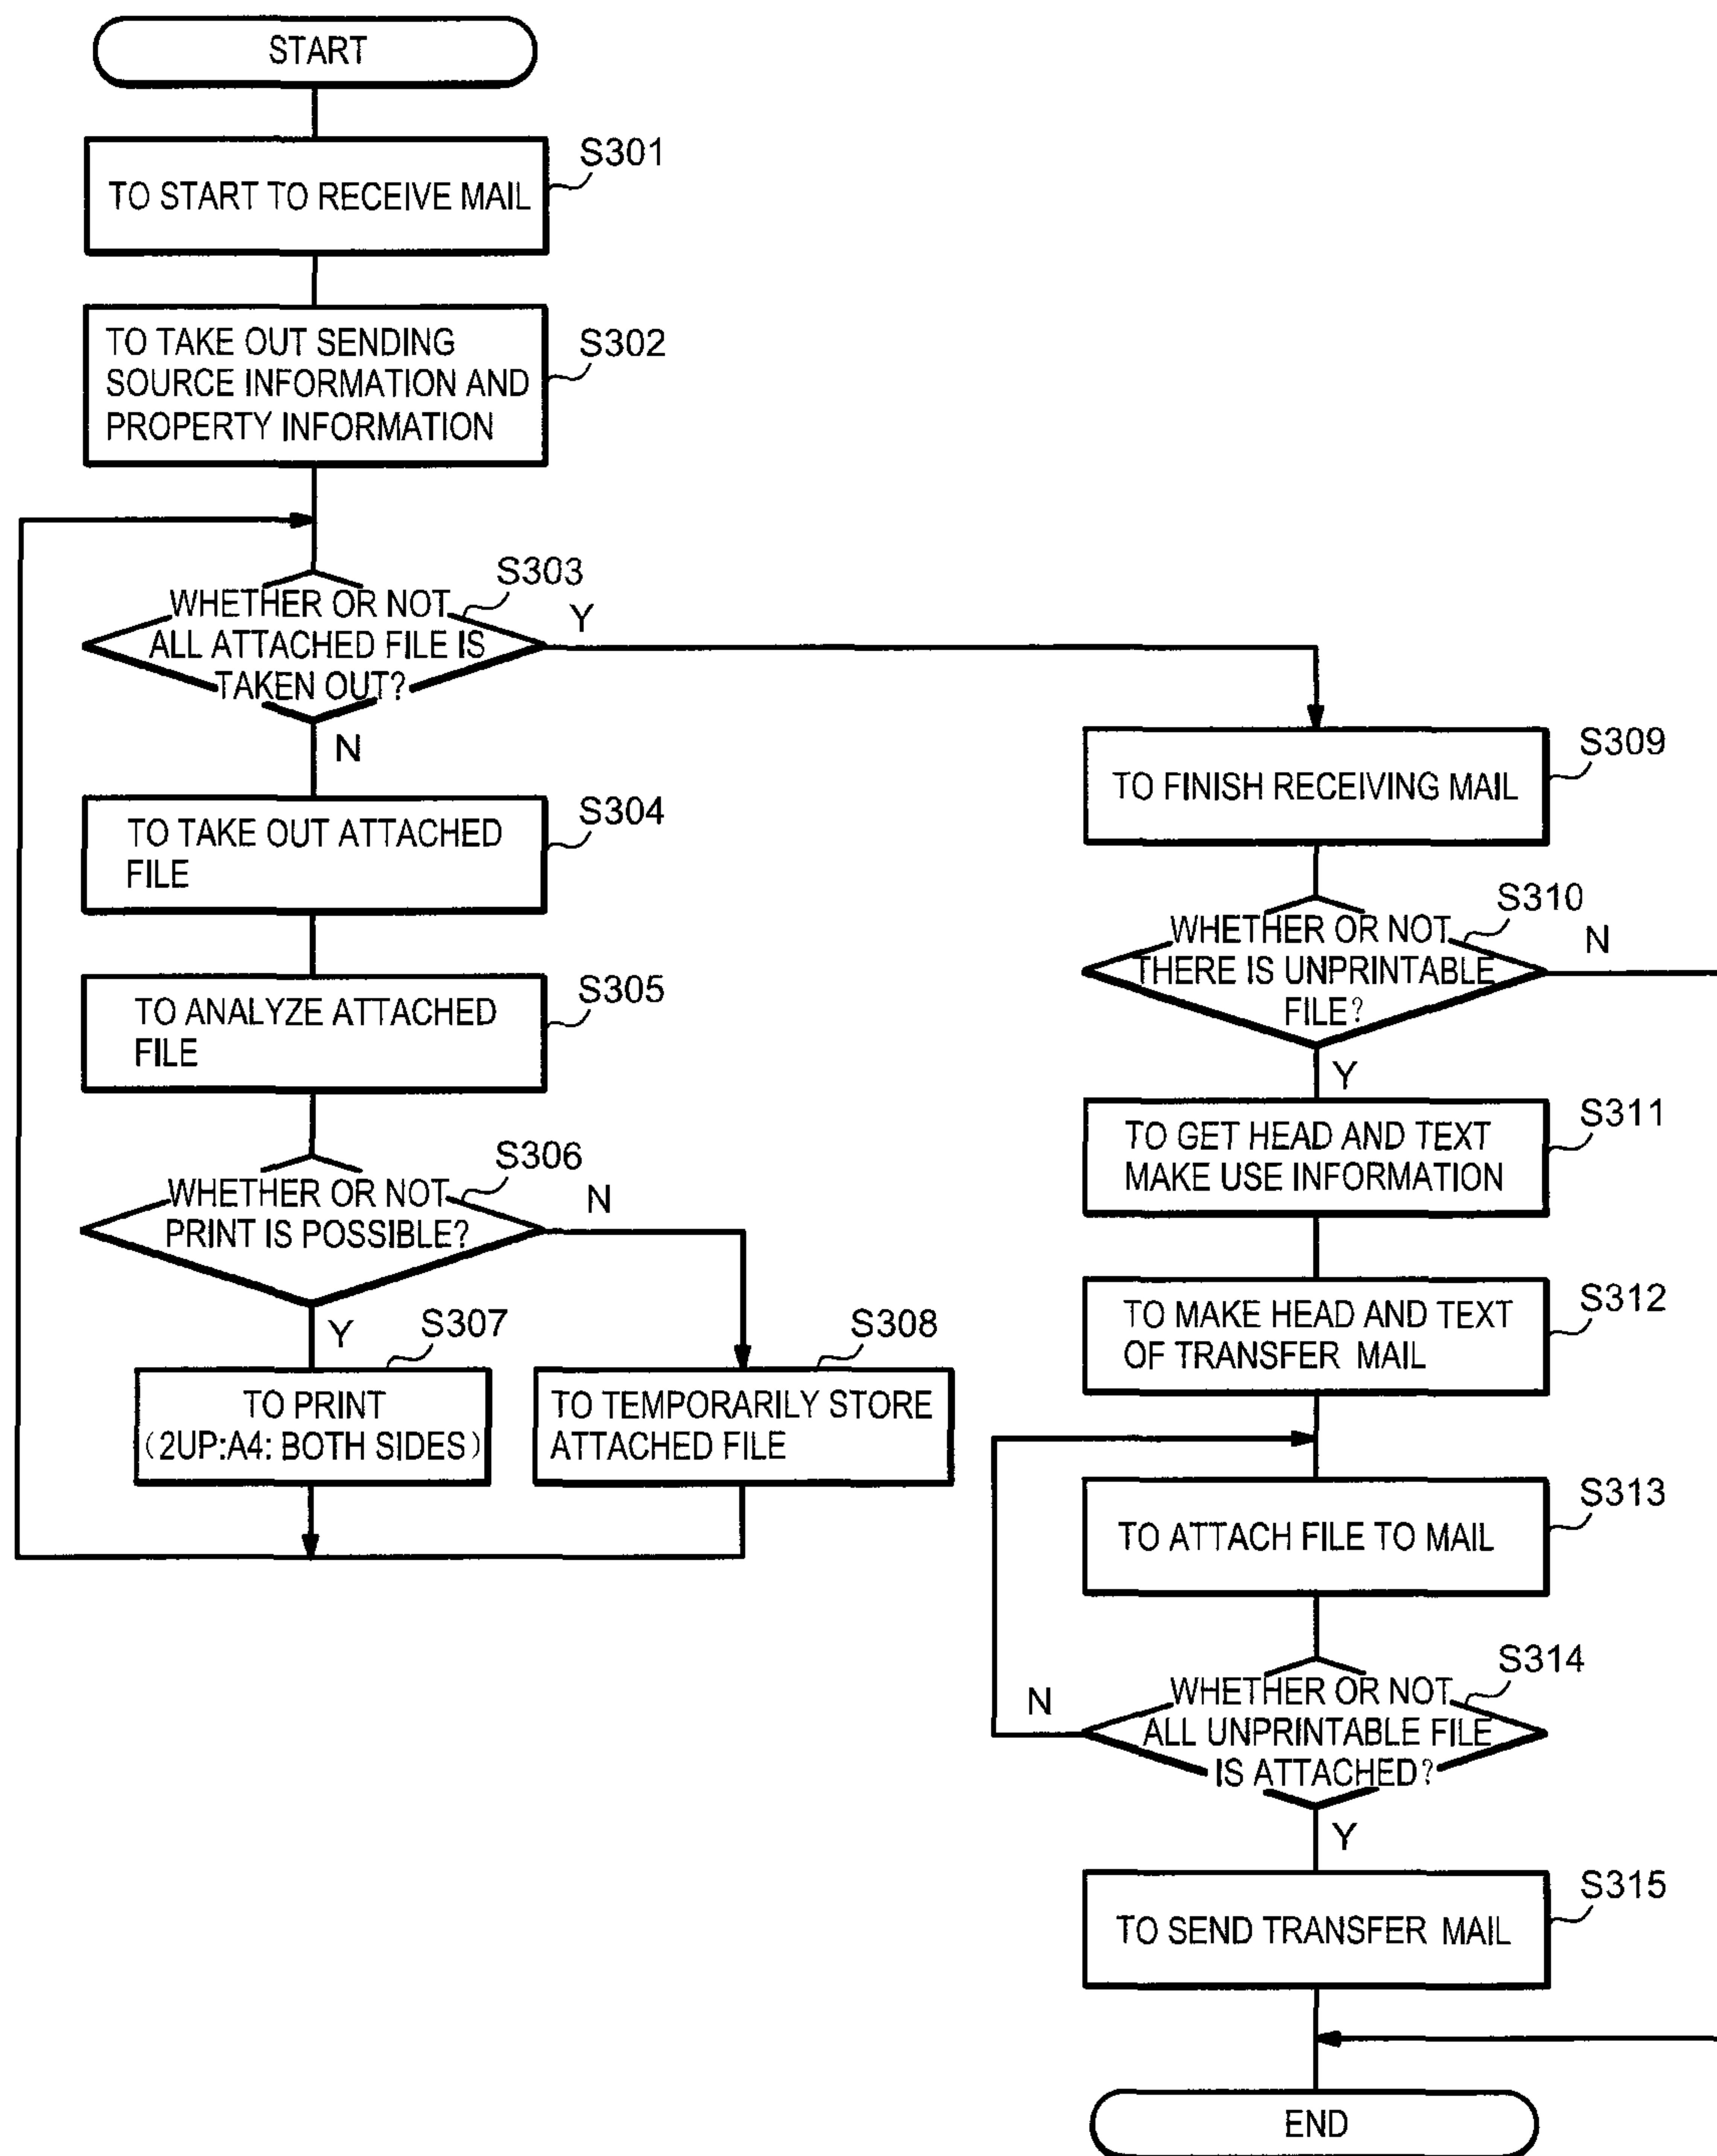 START
S301
TO START TO RECEIVE MAIL
S302
TO TAKE OUT SENDING
SOURCE INFORMATION AND
PROPERTY INFORMATION
S303
WHETHER OR NOT
ALL ATTACHED FILE IS
TAKEN OUT?
Y
N
S304
TO TAKE OUT ATTACHED
FILE
S305
TO ANALYZE ATTACHED
FILE
S306
WHETHER OR NOT
PRINT IS POSSIBLE?
N
Y
S307
TO PRINT
(2UP:A4: BOTH SIDES)
S308
TO TEMPORARILY STORE
ATTACHED FILE
S309
TO FINISH RECEIVING MAIL
S310
WHETHER OR NOT
THERE IS UNPRINTABLE
FILE?
N
Y
S311
TO GET HEAD AND TEXT
MAKE USE INFORMATION
S312
TO MAKE HEAD AND TEXT
OF TRANSFER MAIL
S313
TO ATTACH FILE TO MAIL
S314
WHETHER OR NOT
ALL UNPRINTABLE FILE
IS ATTACHED?
N
Y
S315
TO SEND TRANSFER MAIL
END